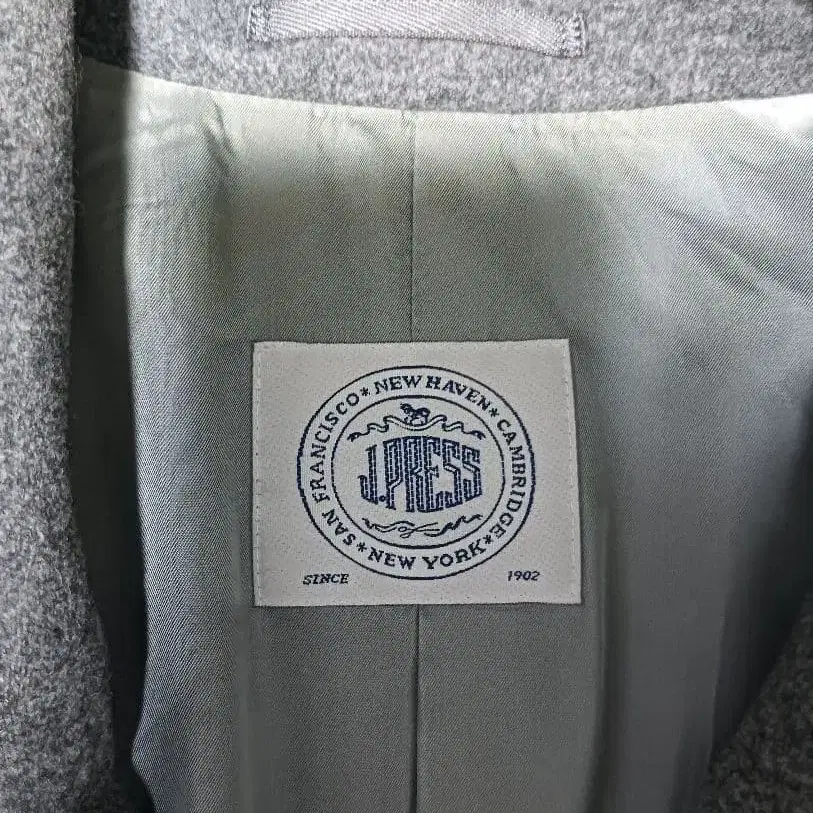 SAN FRANCISCO * NEW HAVEN * CAMBRIDGE * NEW YORK *
J.PRESS
SINCE 1902